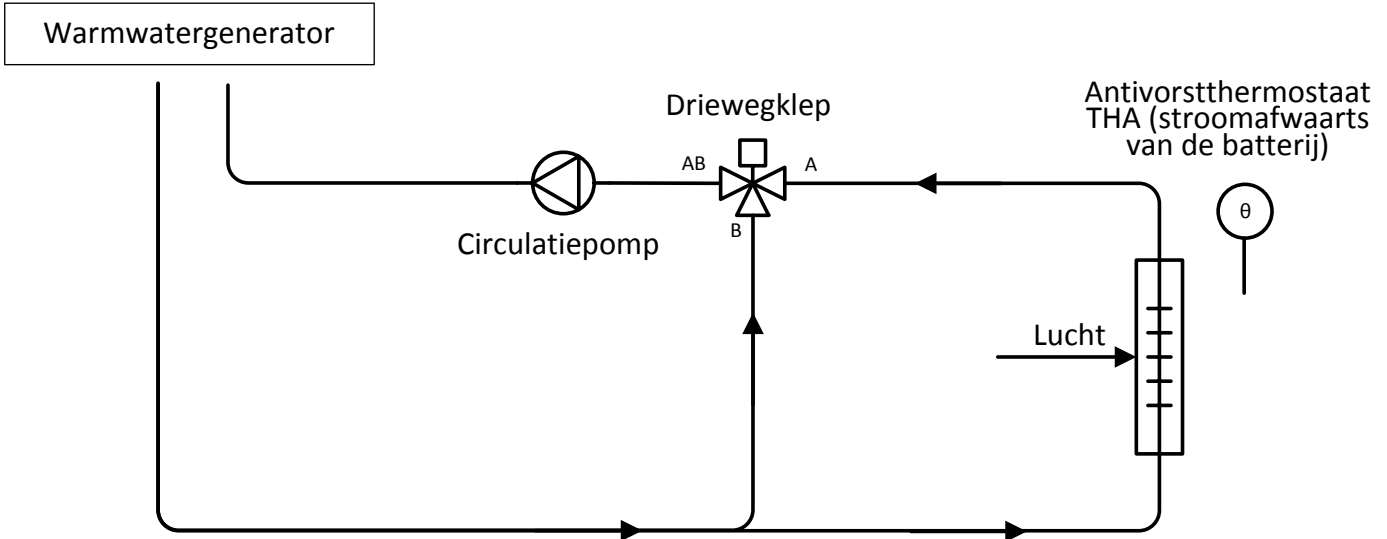 Warmwatergenerator
Driewegklep
Antivorstthermostaat
THA (stroomafwaarts
van de batterij)
AB
A
θ
B
Circulatiepomp
Lucht